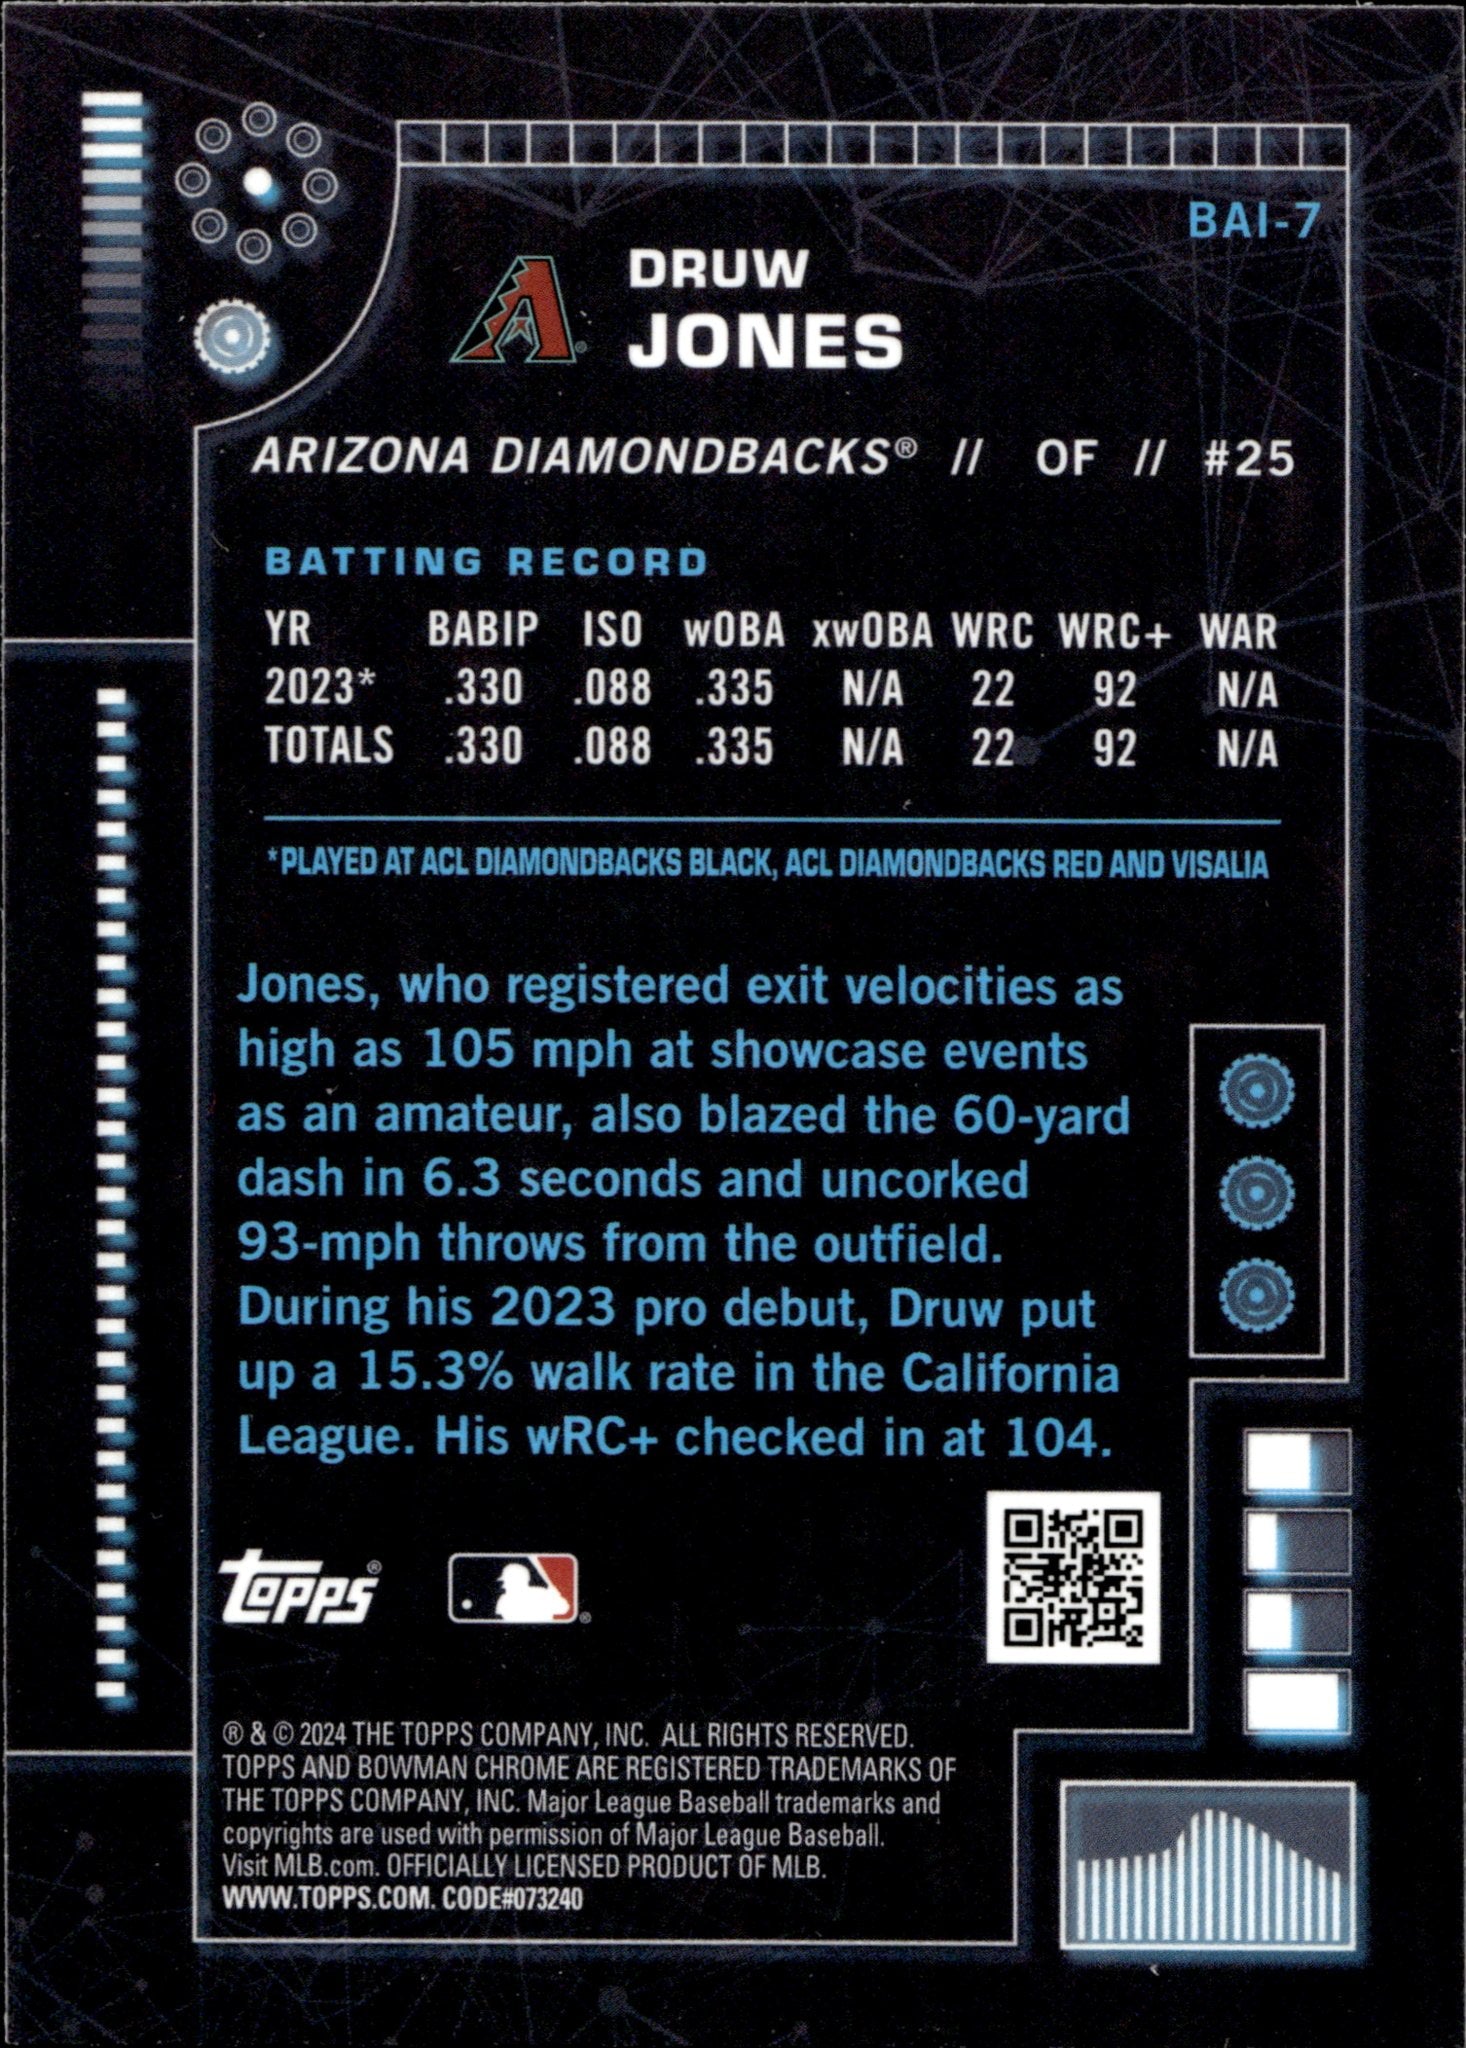 BAI-7
DRUW
JONES
ARIZONA DIAMONDBACKS® // OF // #25
BATTING RECORD
YR BABIP ISO wOBA xwOBA WRC WRC+ WAR
2023* .330 .088 .335 N/A 22 92 N/A
TOTALS .330 .088 .335 N/A 22 92 N/A
*PLAYED AT ACL DIAMONDBACKS BLACK, ACL DIAMONDBACKS RED AND VISALIA
Jones, who registered exit velocities as
high as 105 mph at showcase events
as an amateur, also blazed the 60-yard
dash in 6.3 seconds and uncorked
93-mph throws from the outfield.
During his 2023 pro debut, Druw put
up a 15.3% walk rate in the California
League. His wRC+ checked in at 104.
TOPPS®
® & © 2024 THE TOPPS COMPANY, INC. ALL RIGHTS RESERVED.
TOPPS AND BOWMAN CHROME ARE REGISTERED TRADEMARKS OF
THE TOPPS COMPANY, INC. Major League Baseball trademarks and
copyrights are used with permission of Major League Baseball.
Visit MLB.com. OFFICIALLY LICENSED PRODUCT OF MLB.
WWW.TOPPS.COM. CODE#073240